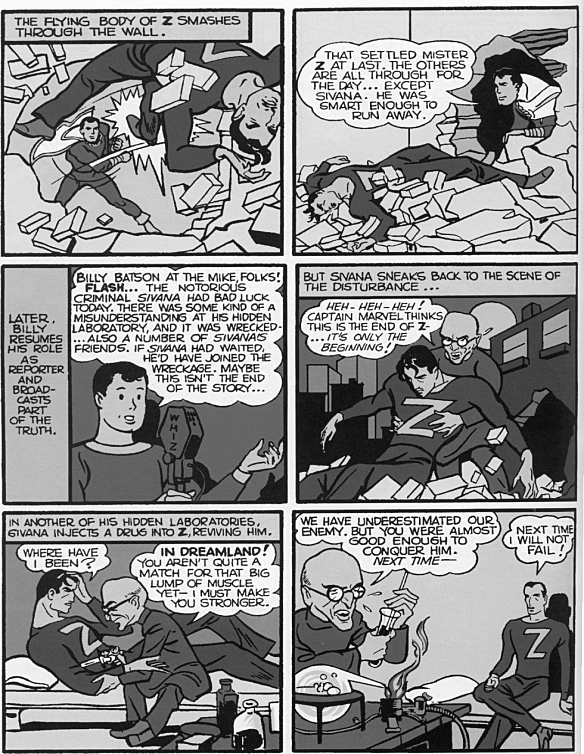 THE FLYING BODY OF Z SMASHES
THROUGH THE WALL.
Z
THAT SETTLED MISTER
Z AT LAST. THE OTHERS
ARE ALL THROUGH FOR
THE DAY... EXCEPT
SIVANA. HE WAS
SMART ENOUGH TO
RUN AWAY.
Z
LATER,
BILLY
RESUMES
HIS ROLE
AS
REPORTER
AND
BROAD-
CASTS
PART
OF THE
TRUTH.
BILLY BATSON AT THE MIKE, FOLKS!
FLASH... THE NOTORIOUS
CRIMINAL SIVANA HAD BAD LUCK
TODAY. THERE WAS SOME KIND OF A
MISUNDERSTANDING AT HIS HIDDEN
LABORATORY, AND IT WAS WRECKED-
...ALSO A NUMBER OF SIVANAS
FRIENDS. IF SIVANA HAD WAITED,
HE'D HAVE JOINED THE
WRECKAGE. MAYBE
THIS ISN'T THE END
OF THE STORY...
WHIZ
BUT SIVANA SNEAKS BACK TO THE SCENE OF
THE DISTURBANCE ...
HEH-HEH-HEH!
CAPTAIN MARVEL THINKS
THIS IS THE END OF Z-
...IT'S ONLY THE
BEGINNING!
Z
IN ANOTHER OF HIS HIDDEN LABORATORIES,
SIVANA INJECTS A DRUG INTO Z, REVIVING HIM.
WHERE HAVE
I BEEN?
IN DREAMLAND!
YOU AREN'T QUITE A
MATCH FOR THAT BIG
LUMP OF MUSCLE
YET- I MUST MAKE
YOU STRONGER.
Z
WE HAVE UNDERESTIMATED OUR
ENEMY. BUT YOU WERE ALMOST
GOOD ENOUGH TO
CONQUER HIM.
NEXT TIME-
NEXT TIME
I WILL NOT
FAIL!
Z